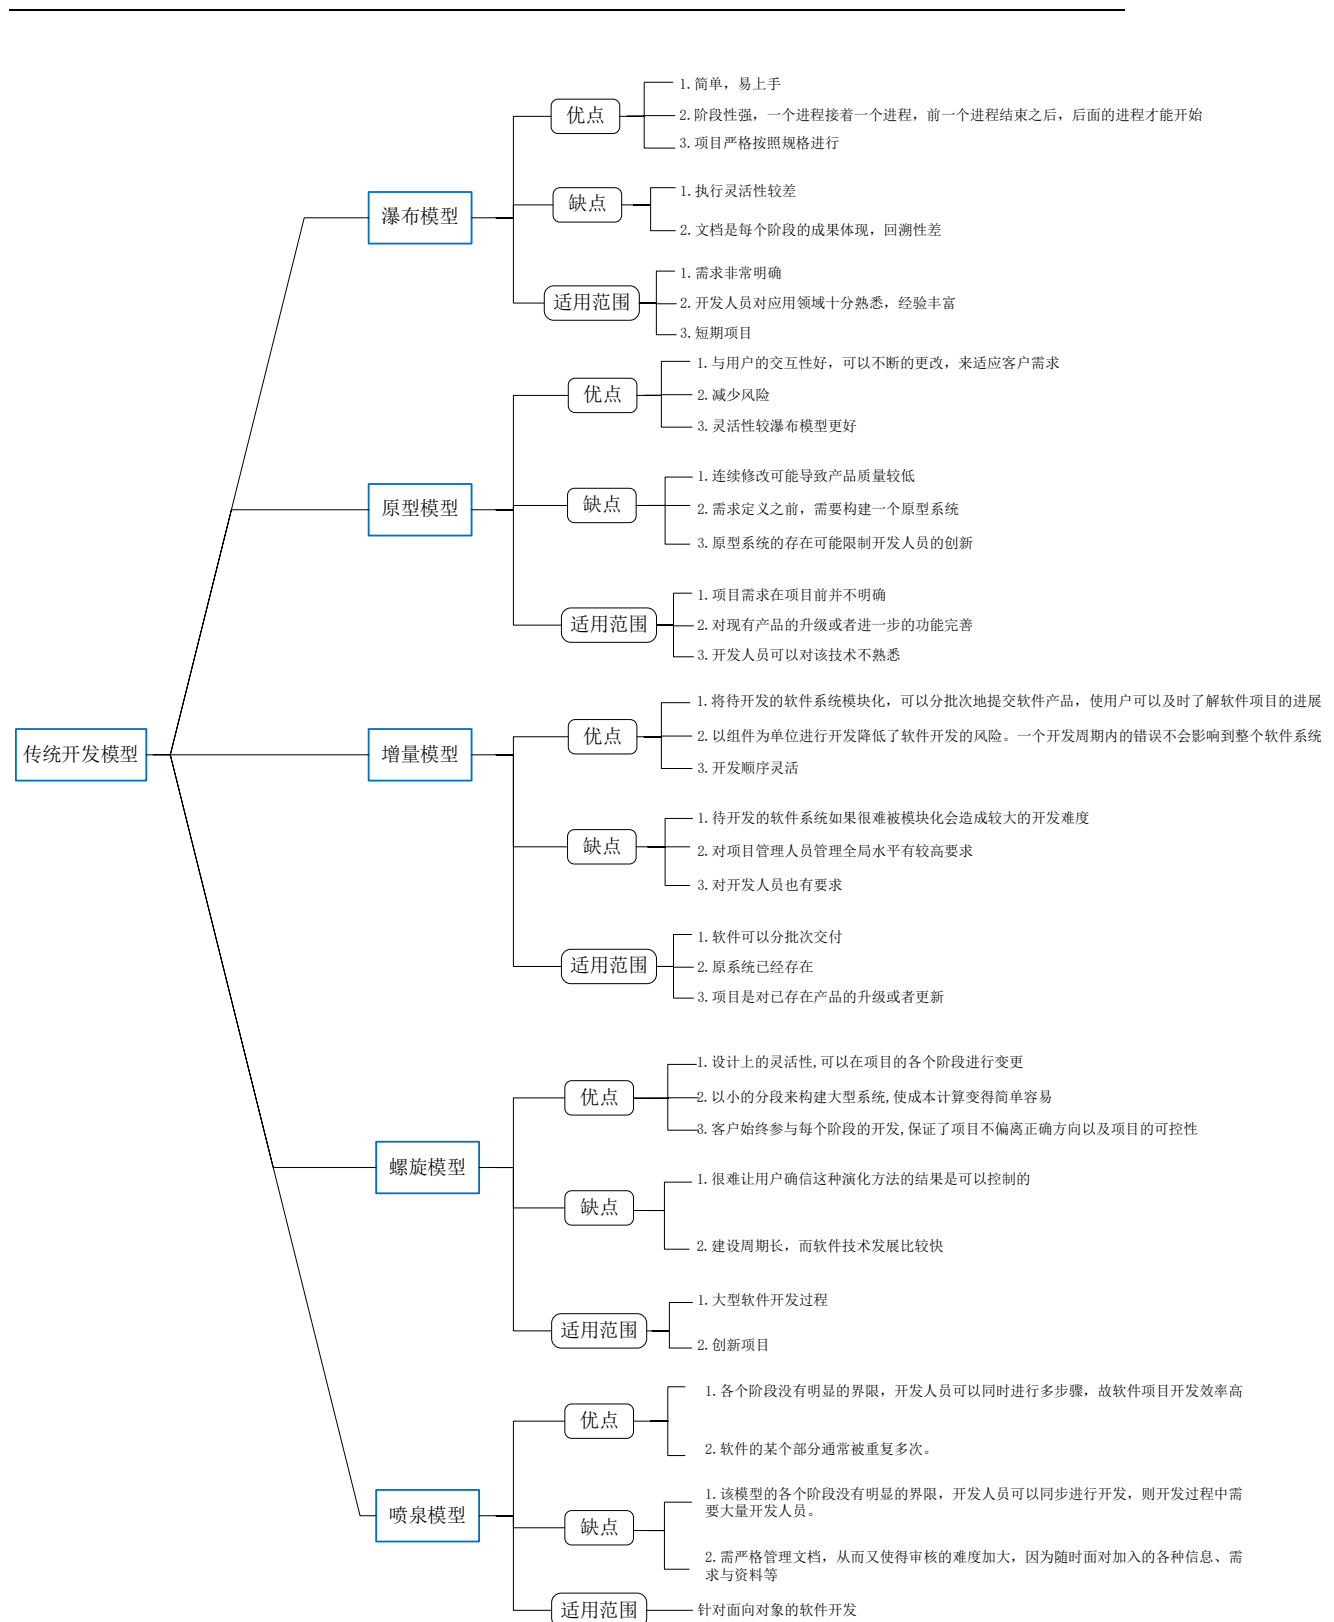 传统开发模型
瀑布模型
优点
1.简单，易上手
2.阶段性强，一个进程接着一个进程，前一个进程结束之后，后面的进程才能开始
3.项目严格按照规格进行
缺点
1.执行灵活性较差
2.文档是每个阶段的成果体现，回溯性差
适用范围
1.需求非常明确
2.开发人员对应用领域十分熟悉，经验丰富
3.短期项目
原型模型
优点
1.与用户的交互性好，可以不断的更改，来适应客户需求
2.减少风险
3.灵活性较瀑布模型更好
缺点
1.连续修改可能导致产品质量较低
2.需求定义之前，需要构建一个原型系统
3.原型系统的存在可能限制开发人员的创新
适用范围
1.项目需求在项目前并不明确
2.对现有产品的升级或者进一步的功能完善
3.开发人员可以对该技术不熟悉
增量模型
优点
1.将待开发的软件系统模块化，可以分批次地提交软件产品，使用户可以及时了解软件项目的进展
2.以组件为单位进行开发降低了软件开发的风险。一个开发周期内的错误不会影响到整个软件系统
3.开发顺序灵活
缺点
1.待开发的软件系统如果很难被模块化会造成较大的开发难度
2.对项目管理人员管理全局水平有较高要求
3.对开发人员也有要求
适用范围
1.软件可以分批次交付
2.原系统已经存在
3.项目是对已存在产品的升级或者更新
螺旋模型
优点
1.设计上的灵活性,可以在项目的各个阶段进行变更
2.以小的分段来构建大型系统,使成本计算变得简单容易
3.客户始终参与每个阶段的开发,保证了项目不偏离正确方向以及项目的可控性
缺点
1.很难让用户确信这种演化方法的结果是可以控制的
2.建设周期长，而软件技术发展比较快
适用范围
1.大型软件开发过程
2.创新项目
喷泉模型
优点
1.各个阶段没有明显的界限，开发人员可以同时进行多步骤，故软件项目开发效率高
2.软件的某个部分通常被重复多次。
缺点
1.该模型的各个阶段没有明显的界限，开发人员可以同步进行开发，则开发过程中需
要大量开发人员。
2.需严格管理文档，从而又使得审核的难度加大，因为随时面对加入的各种信息、需
求与资料等
适用范围
针对面向对象的软件开发